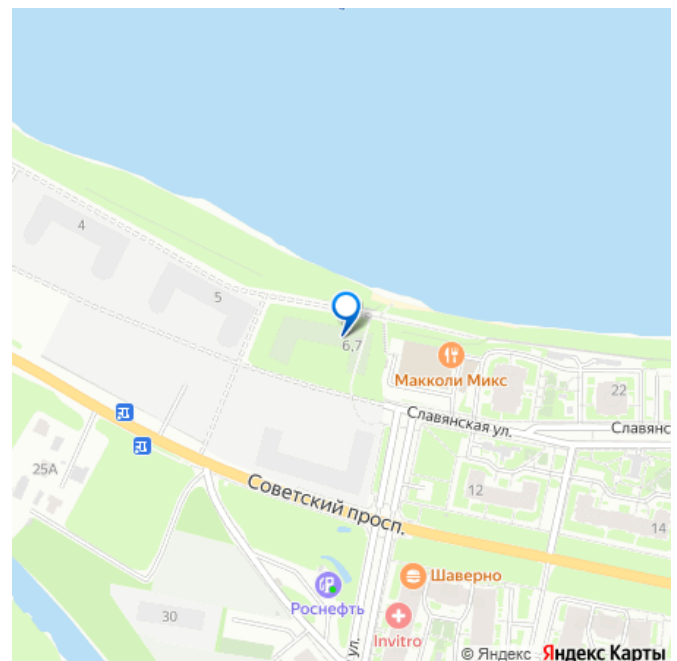 4
5
6,7
Макколи Микс
22
Славянская ул.
Славянс
25А
12
Советский просп.
14
Шаверно
Роснефть
30
Invitro
ул.
© Яндекс Яндекс Карты